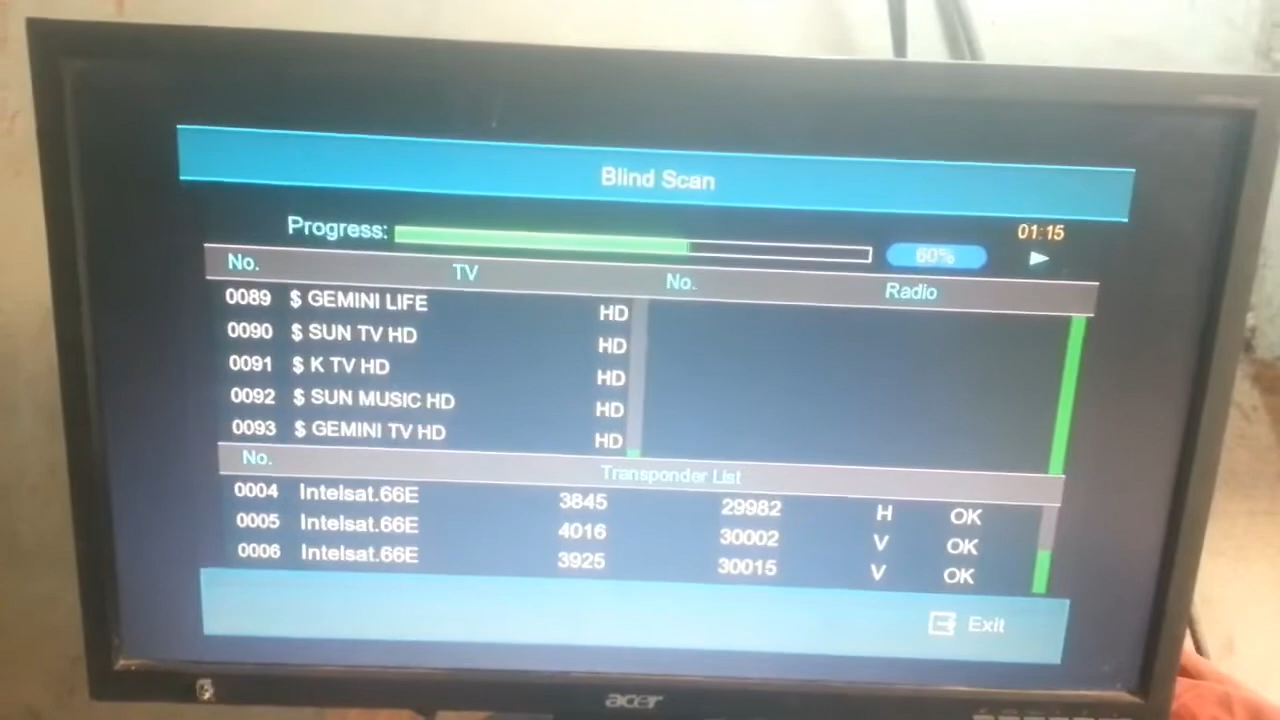 Blind Scan
Progress: 60% 01:15
No. TV No. Radio
0089 $ GEMINI LIFE HD
0090 $ SUN TV HD HD
0091 $ K TV HD HD
0092 $ SUN MUSIC HD HD
0093 $ GEMINI TV HD HD
No. Transponder List
0004 Intelsat.66E 3845 29982 H OK
0005 Intelsat.66E 4016 30002 V OK
0006 Intelsat.66E 3925 30015 V OK
Exit
acer